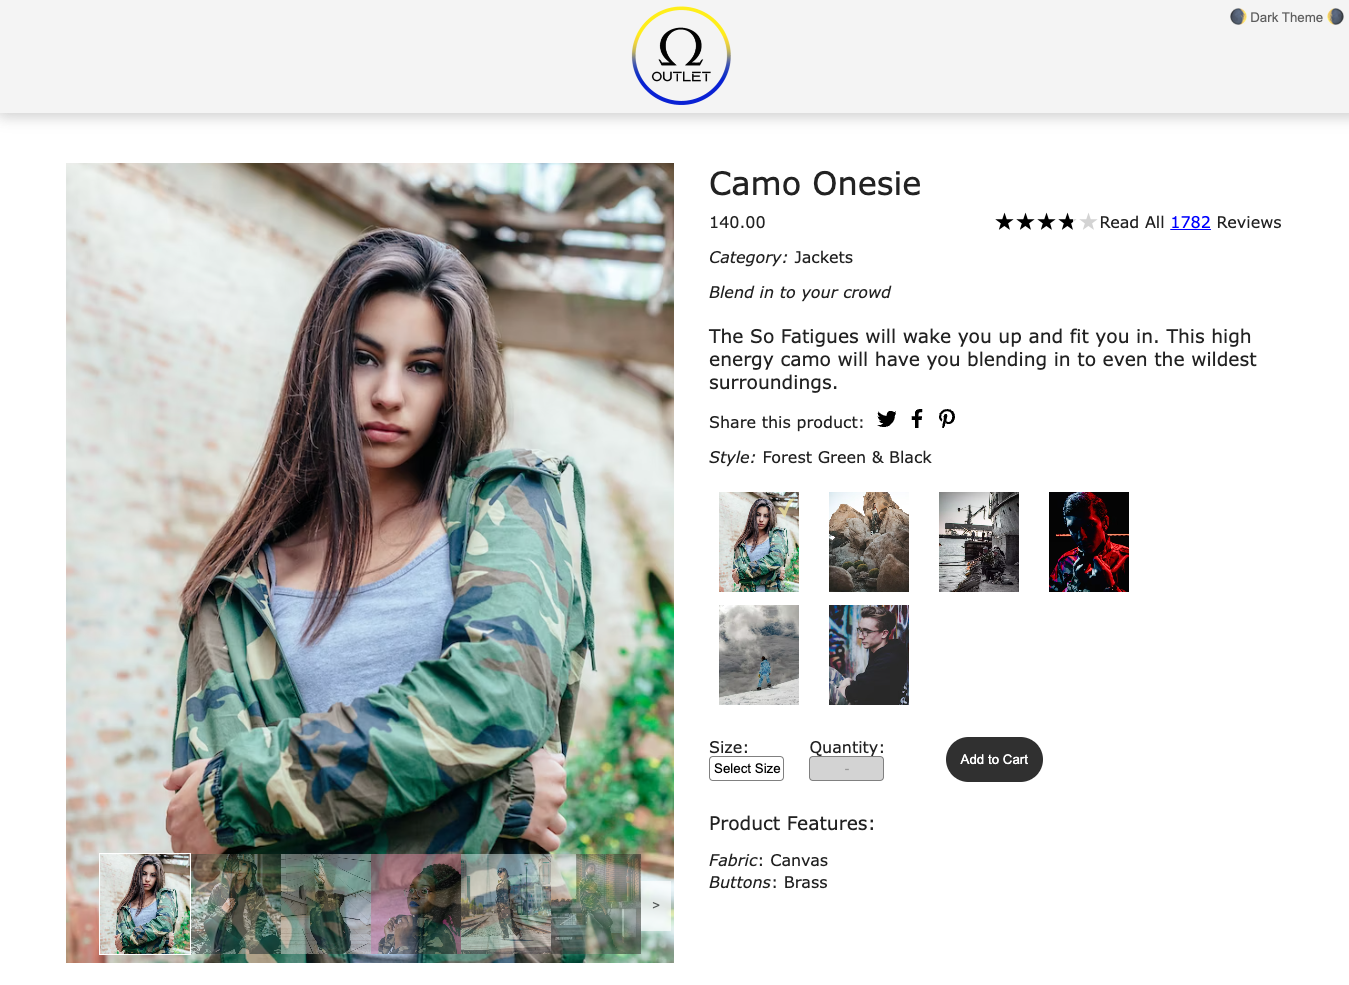 Dark Theme
Ω
OUTLET
Camo Onesie
140.00
Read All 1782 Reviews
Category: Jackets
Blend in to your crowd
The So Fatigues will wake you up and fit you in. This high
energy camo will have you blending in to even the wildest
surroundings.
Share this product:
Style: Forest Green & Black
Size:
Quantity:
Select Size
-
Add to Cart
Product Features:
Fabric: Canvas
Buttons: Brass
>